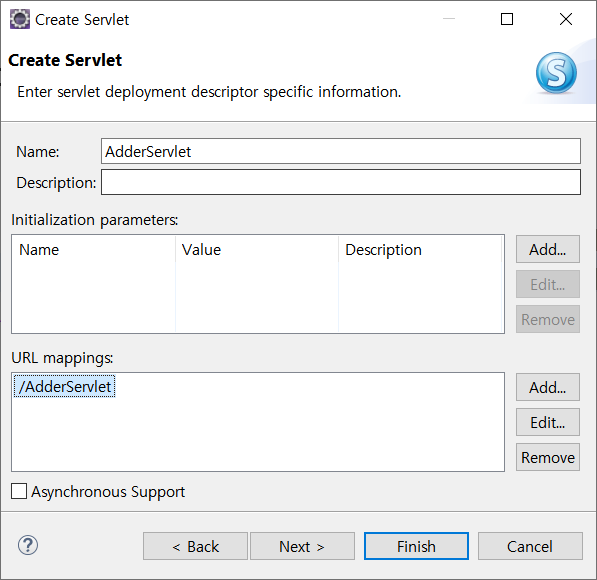 Create Servlet
Create Servlet
Enter servlet deployment descriptor specific information.
S
Name: AdderServlet
Description:
Initialization parameters:
Name Value Description
Add...
Edit...
Remove
URL mappings:
/AdderServlet
Add...
Edit...
Remove
Asynchronous Support
? < Back Next > Finish Cancel